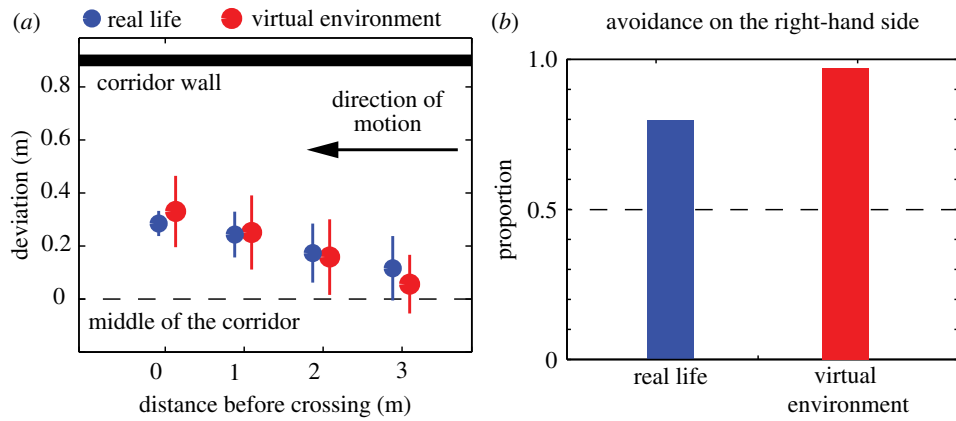 (a)
real life
virtual environment
0.8
0.6
0.4
0.2
0
deviation (m)
corridor wall
direction of
motion
middle of the corridor
0
1
2
3
distance before crossing (m)
(b)
avoidance on the right-hand side
1.0
0.5
0
proportion
real life
virtual
environment